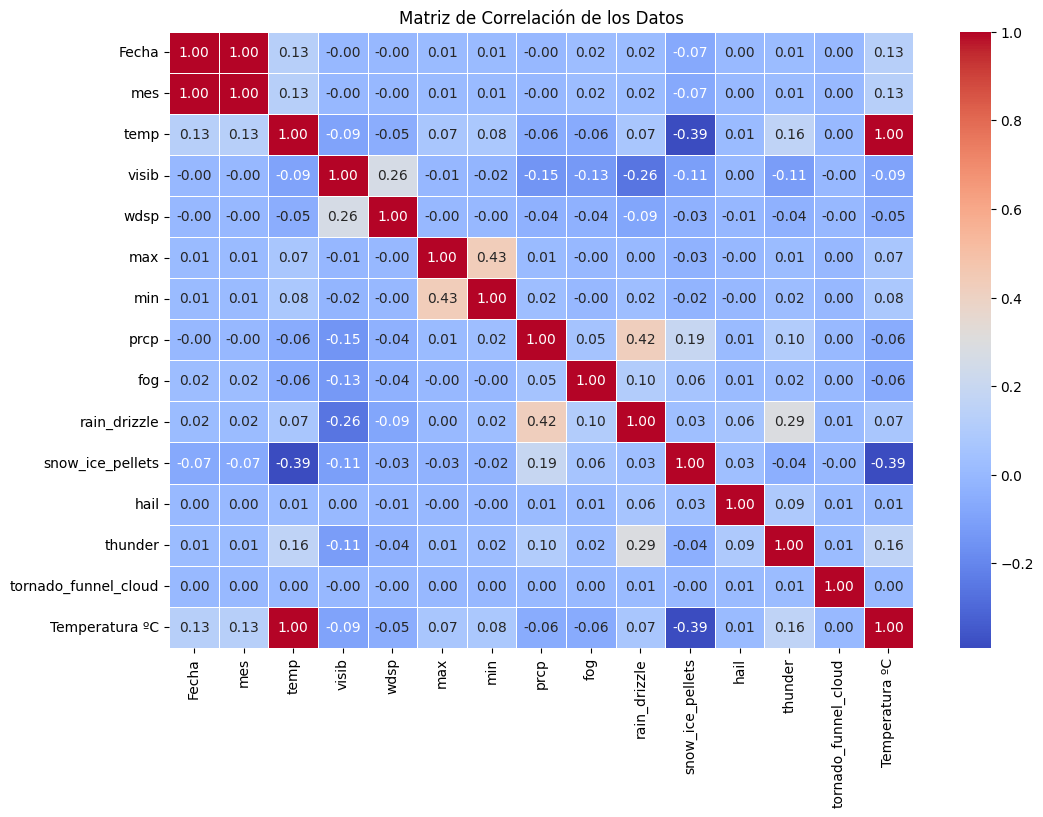 Matriz de Correlación de los Datos
Fecha 1.00 1.00 0.13 -0.00 -0.00 0.01 0.01 -0.00 0.02 0.02 -0.07 0.00 0.01 0.00 0.13
mes 1.00 1.00 0.13 -0.00 -0.00 0.01 0.01 -0.00 0.02 0.02 -0.07 0.00 0.01 0.00 0.13
temp 0.13 0.13 1.00 -0.09 -0.05 0.07 0.08 -0.06 -0.06 0.07 -0.39 0.01 0.16 0.00 1.00
visib -0.00 -0.00 -0.09 1.00 0.26 -0.01 -0.02 -0.15 -0.13 -0.26 -0.11 0.00 -0.11 -0.00 -0.09
wdsp -0.00 -0.00 -0.05 0.26 1.00 -0.00 -0.00 -0.04 -0.04 -0.09 -0.03 -0.01 -0.04 -0.00 -0.05
max 0.01 0.01 0.07 -0.01 -0.00 1.00 0.43 0.01 -0.00 0.00 -0.03 -0.00 0.01 0.00 0.07
min 0.01 0.01 0.08 -0.02 -0.00 0.43 1.00 0.02 -0.00 0.02 -0.02 -0.00 0.02 0.00 0.08
prcp -0.00 -0.00 -0.06 -0.15 -0.04 0.01 0.02 1.00 0.05 0.42 0.19 0.01 0.10 0.00 -0.06
fog 0.02 0.02 -0.06 -0.13 -0.04 -0.00 -0.00 0.05 1.00 0.10 0.06 0.01 0.02 0.00 -0.06
rain_drizzle 0.02 0.02 0.07 -0.26 -0.09 0.00 0.02 0.42 0.10 1.00 0.03 0.06 0.29 0.01 0.07
snow_ice_pellets -0.07 -0.07 -0.39 -0.11 -0.03 -0.03 -0.02 0.19 0.06 0.03 1.00 0.03 -0.04 -0.00 -0.39
hail 0.00 0.00 0.01 0.00 -0.01 -0.00 -0.00 0.01 0.01 0.06 0.03 1.00 0.09 0.01 0.01
thunder 0.01 0.01 0.16 -0.11 -0.04 0.01 0.02 0.10 0.02 0.29 -0.04 0.09 1.00 0.01 0.16
tornado_funnel_cloud 0.00 0.00 0.00 -0.00 -0.00 0.00 0.00 0.00 0.00 0.01 -0.00 0.01 0.01 1.00 0.00
Temperatura ºC 0.13 0.13 1.00 -0.09 -0.05 0.07 0.08 -0.06 -0.06 0.07 -0.39 0.01 0.16 0.00 1.00
Fecha mes temp visib wdsp max min prcp fog rain_drizzle snow_ice_pellets hail thunder tornado_funnel_cloud Temperatura ºC
1.0
0.8
0.6
0.4
0.2
0.0
−0.2